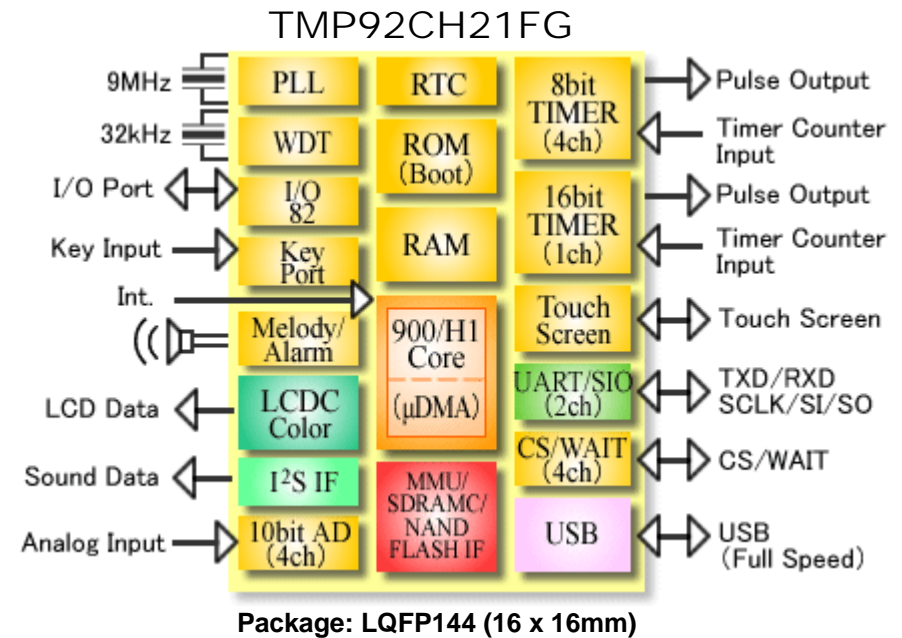 TMP92CH21FG
9MHz
32kHz
I/O Port
Key Input
Int.
LCD Data
Sound Data
Analog Input
PLL
WDT
I/O
82
Key
Port
Melody/
Alarm
LCDC
Color
I²S IF
10bit AD
(4ch)
RTC
ROM
(Boot)
RAM
900/H1
Core
(μDMA)
MMU/
SDRAMC/
NAND
FLASH IF
8bit
TIMER
(4ch)
16bit
TIMER
(1ch)
Touch
Screen
UART/SIO
(2ch)
CS/WAIT
(4ch)
USB
Pulse Output
Timer Counter
Input
Pulse Output
Timer Counter
Input
Touch Screen
TXD/RXD
SCLK/SI/SO
CS/WAIT
USB
(Full Speed)
Package: LQFP144 (16 x 16mm)